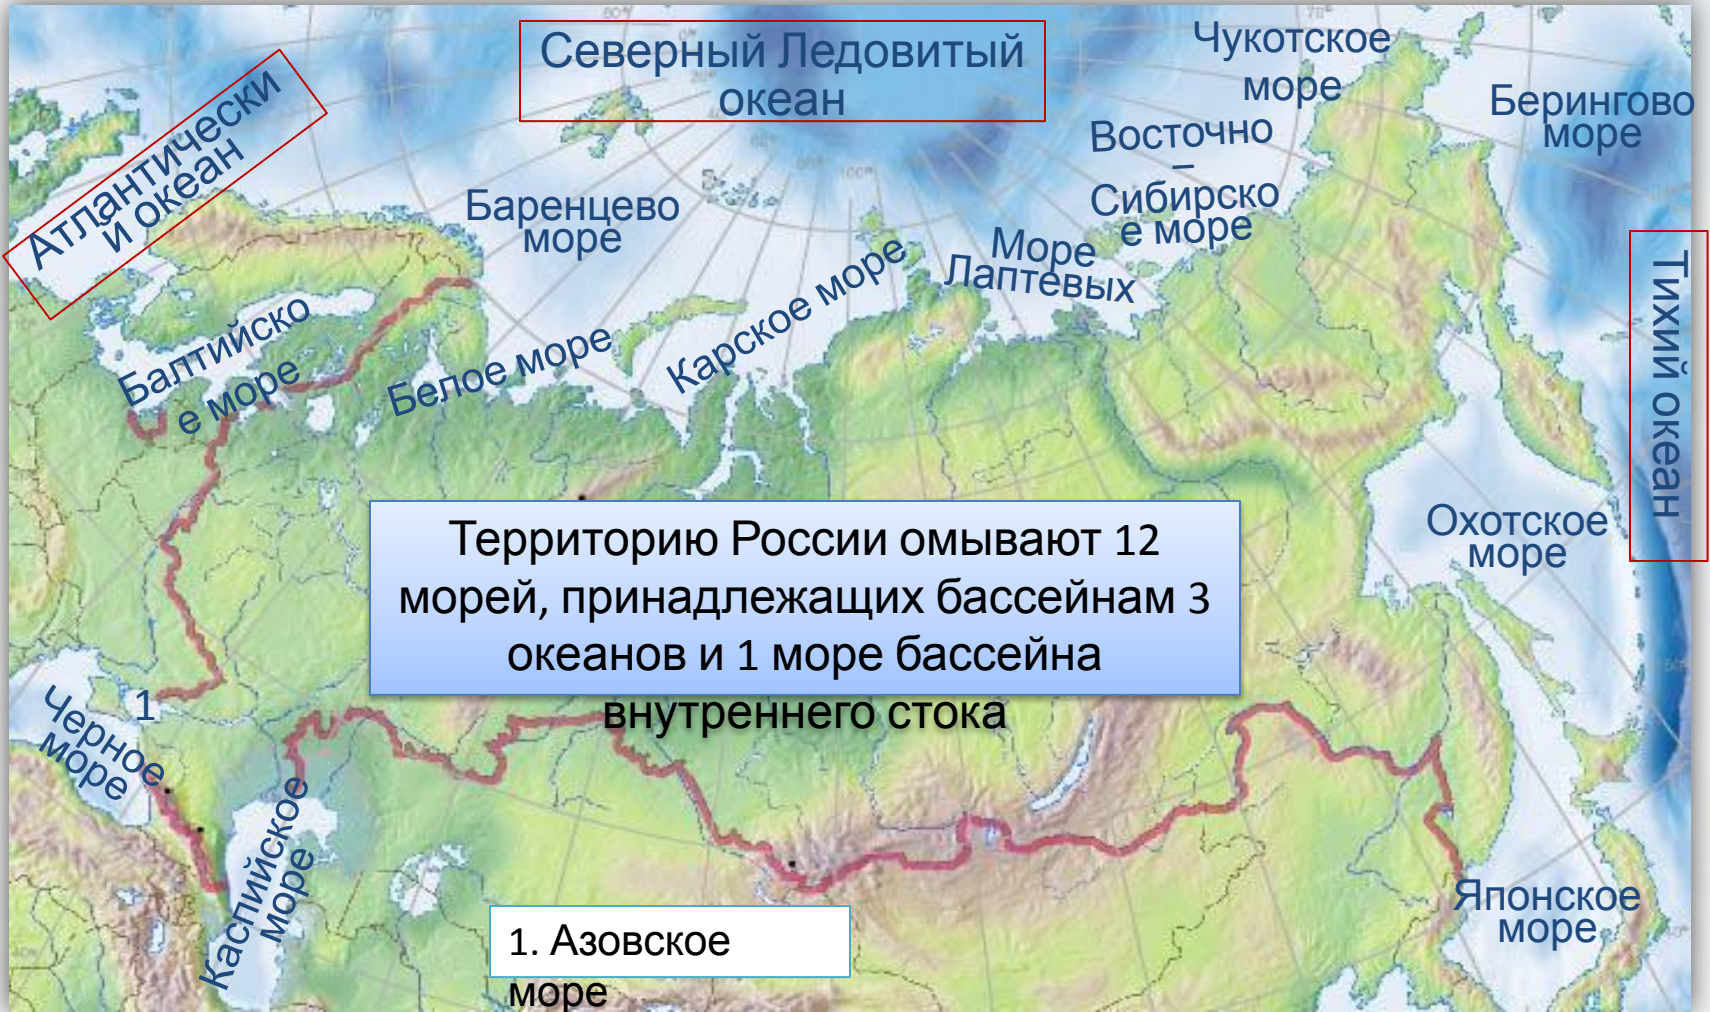 Северный Ледовитый
океан
Чукотское
море
Берингово
море
Атлантически
й океан
Восточно
–
Сибирско
е море
Баренцево
море
Море
Лаптевых
Карское море
Тихий океан
Балтийско
е море
Белое море
Охотское
море
Территорию России омывают 12
морей, принадлежащих бассейнам 3
океанов и 1 море бассейна
внутреннего стока
1
Черное
море
Каспийское
море
Японское
море
1. Азовское
море